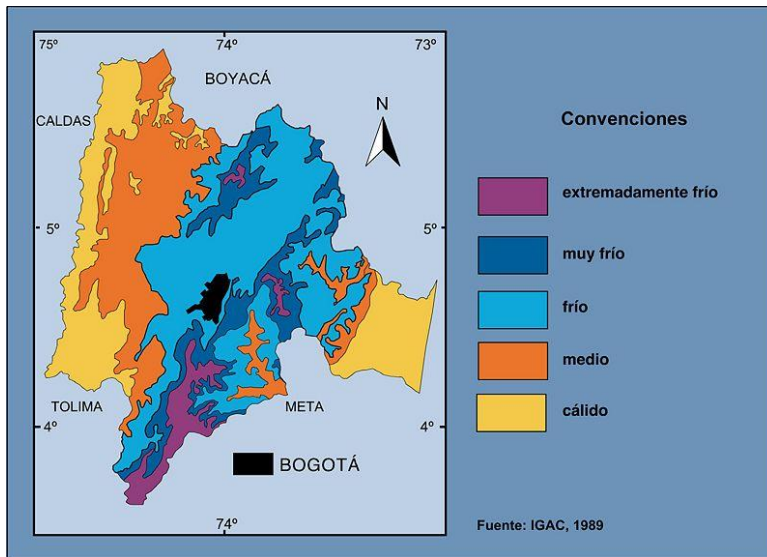 75º
74º
73º
BOYACÁ
CALDAS
N
5º
5º
TOLIMA
META
4º
4º
BOGOTÁ
74º
Convenciones
extremadamente frío
muy frío
frío
medio
cálido
Fuente: IGAC, 1989